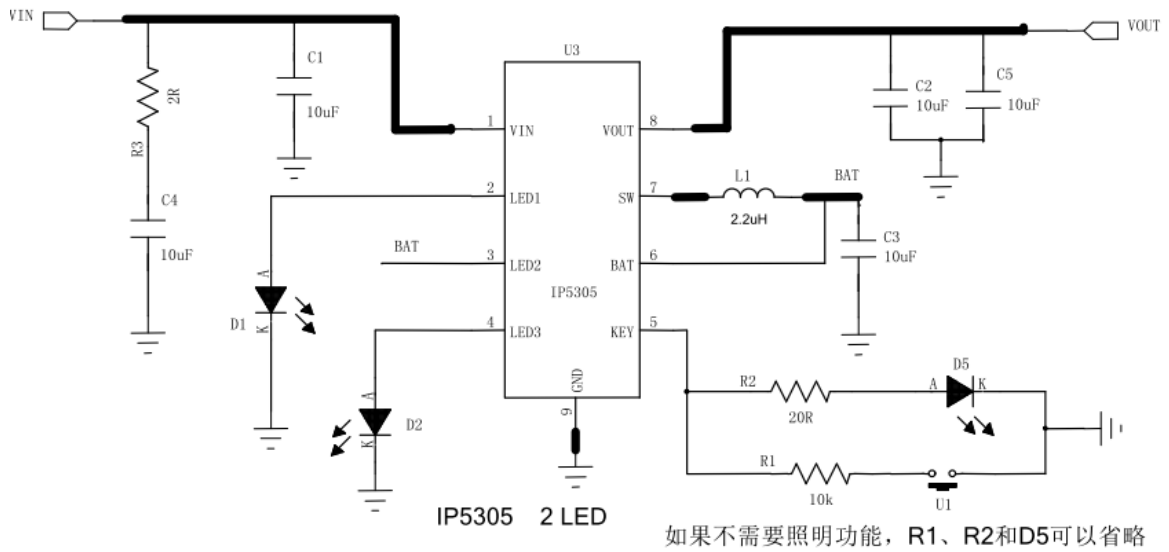 VIN
VOUT
U3
C1
10uF
2R
R3
C2
10uF
C5
10uF
1
VIN
VOUT
8
C4
10uF
2
LED1
SW
7
L1
2.2uH
BAT
BAT
3
LED2
BAT
6
C3
10uF
IP5305
A
D1
K
4
LED3
KEY
5
GND
9
A
D2
K
R2
20R
A
D5
K
R1
10k
U1
IP5305 2 LED
如果不需要照明功能，R1、R2和D5可以省略